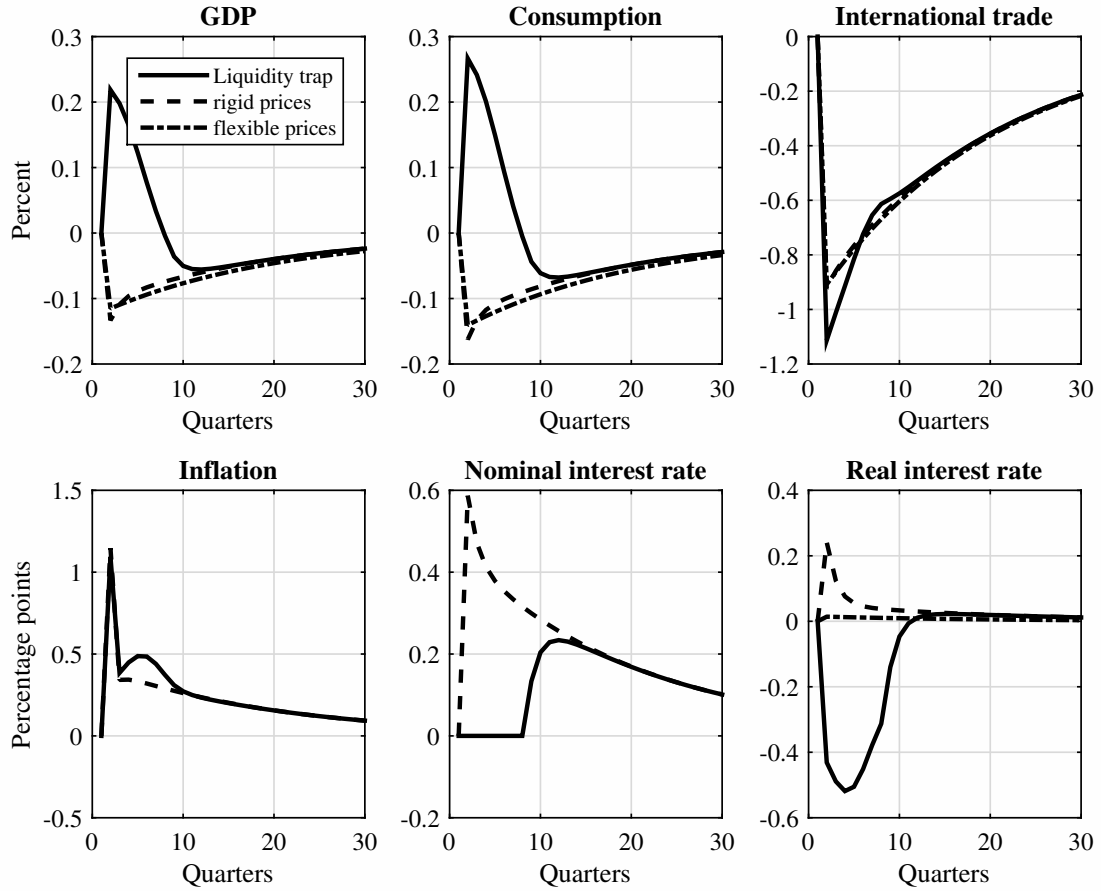 GDP
Consumption
International trade
0.3
0.2
0.1
0
-0.1
-0.2
Percent
Liquidity trap
rigid prices
flexible prices
0 10 20 30
Quarters
0.3
0.2
0.1
0
-0.1
-0.2
0 10 20 30
Quarters
0
-0.2
-0.4
-0.6
-0.8
-1
-1.2
0 10 20 30
Quarters
Inflation
Nominal interest rate
Real interest rate
1.5
1
0.5
0
-0.5
Percentage points
0 10 20 30
Quarters
0.6
0.4
0.2
0
-0.2
0 10 20 30
Quarters
0.4
0.2
0
-0.2
-0.4
-0.6
0 10 20 30
Quarters